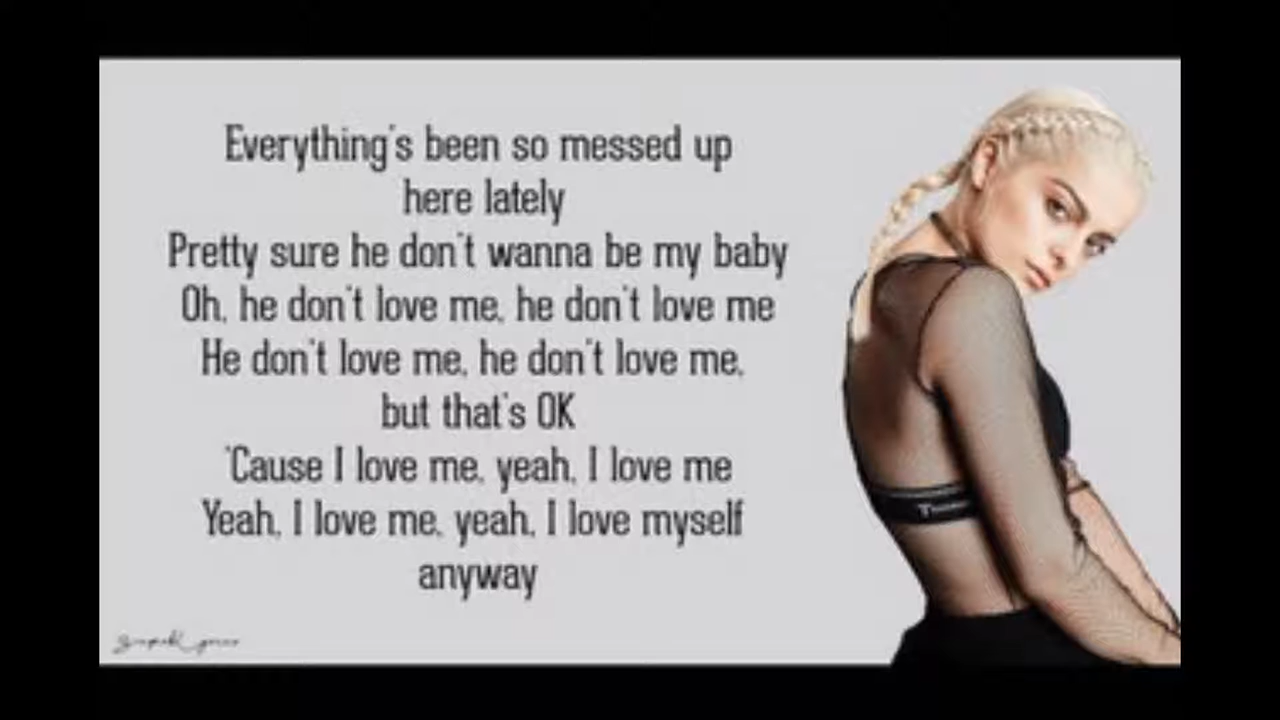 Everything's been so messed up
here lately
Pretty sure he don't wanna be my baby
Oh, he don't love me, he don't love me
He don't love me, he don't love me,
but that's OK
'Cause I love me, yeah, I love me
Yeah, I love me, yeah, I love myself
anyway